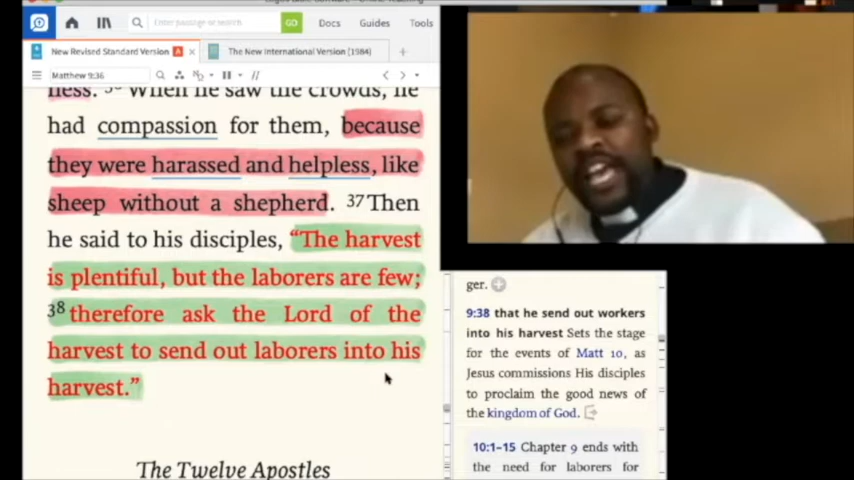 Enter passage or search
GO
Docs
Guides
Tools
New Revised Standard Version
A
The New International Version (1984)
Matthew 9:36
ness. 36 When he saw the crowds, he
had compassion for them, because
they were harassed and helpless, like
sheep without a shepherd. 37 Then
he said to his disciples, “The harvest
is plentiful, but the laborers are few;
38 therefore ask the Lord of the
harvest to send out laborers into his
harvest.”
The Twelve Apostles
ger.
9:38 that he send out workers
into his harvest Sets the stage
for the events of Matt 10, as
Jesus commissions His disciples
to proclaim the good news of
the kingdom of God.
10:1–15 Chapter 9 ends with
the need for laborers for